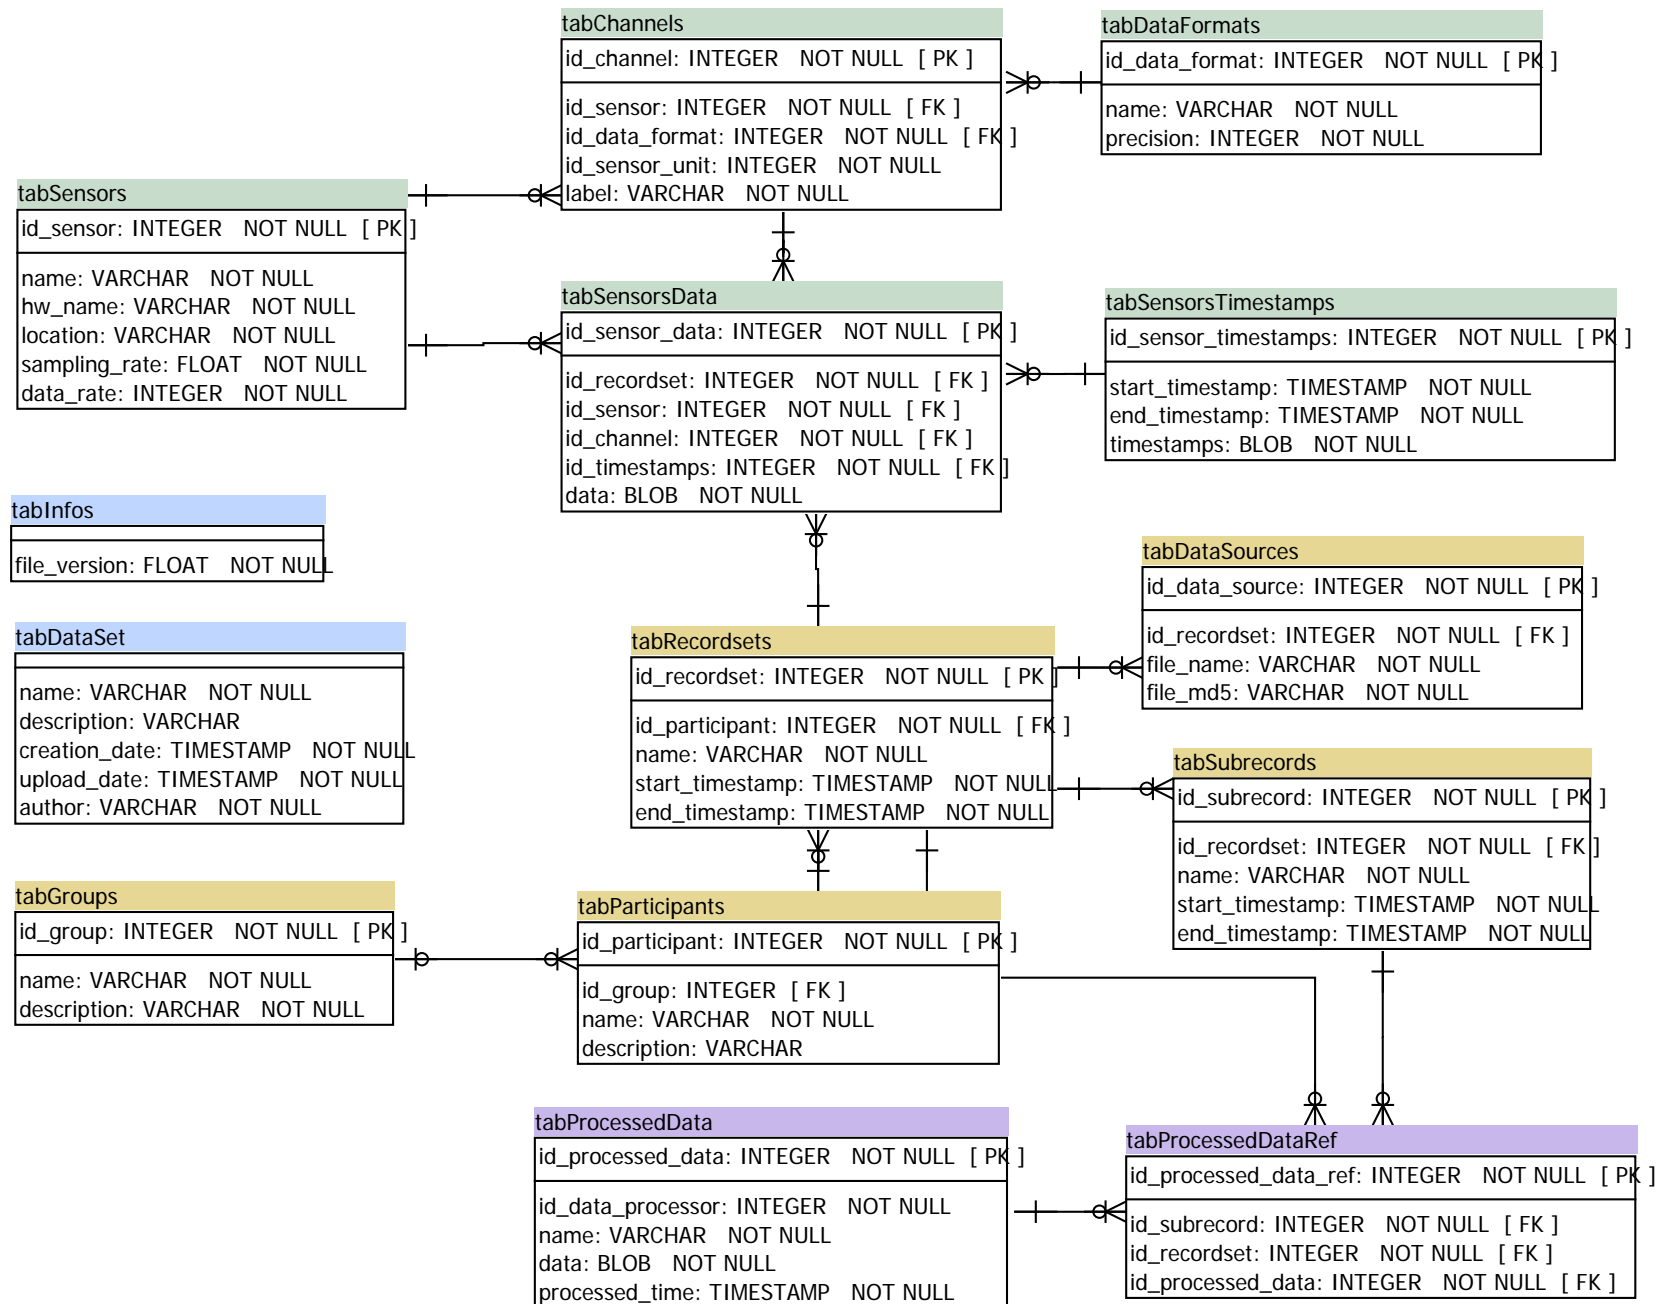 tabChannels
id_channel: INTEGER NOT NULL [ PK ]
id_sensor: INTEGER NOT NULL [ FK ]
id_data_format: INTEGER NOT NULL [ FK ]
id_sensor_unit: INTEGER NOT NULL
label: VARCHAR NOT NULL
tabDataFormats
id_data_format: INTEGER NOT NULL [ PK ]
name: VARCHAR NOT NULL
precision: INTEGER NOT NULL
tabSensors
id_sensor: INTEGER NOT NULL [ PK ]
name: VARCHAR NOT NULL
hw_name: VARCHAR NOT NULL
location: VARCHAR NOT NULL
sampling_rate: FLOAT NOT NULL
data_rate: INTEGER NOT NULL
tabSensorsData
id_sensor_data: INTEGER NOT NULL [ PK ]
id_recordset: INTEGER NOT NULL [ FK ]
id_sensor: INTEGER NOT NULL [ FK ]
id_channel: INTEGER NOT NULL [ FK ]
id_timestamps: INTEGER NOT NULL [ FK ]
data: BLOB NOT NULL
tabSensorsTimestamps
id_sensor_timestamps: INTEGER NOT NULL [ PK ]
start_timestamp: TIMESTAMP NOT NULL
end_timestamp: TIMESTAMP NOT NULL
timestamps: BLOB NOT NULL
tabInfos
file_version: FLOAT NOT NULL
tabDataSources
id_data_source: INTEGER NOT NULL [ PK ]
id_recordset: INTEGER NOT NULL [ FK ]
file_name: VARCHAR NOT NULL
file_md5: VARCHAR NOT NULL
tabDataSet
name: VARCHAR NOT NULL
description: VARCHAR
creation_date: TIMESTAMP NOT NULL
upload_date: TIMESTAMP NOT NULL
author: VARCHAR NOT NULL
tabRecordsets
id_recordset: INTEGER NOT NULL [ PK ]
id_participant: INTEGER NOT NULL [ FK ]
name: VARCHAR NOT NULL
start_timestamp: TIMESTAMP NOT NULL
end_timestamp: TIMESTAMP NOT NULL
tabSubrecords
id_subrecord: INTEGER NOT NULL [ PK ]
id_recordset: INTEGER NOT NULL [ FK ]
name: VARCHAR NOT NULL
start_timestamp: TIMESTAMP NOT NULL
end_timestamp: TIMESTAMP NOT NULL
tabGroups
id_group: INTEGER NOT NULL [ PK ]
name: VARCHAR NOT NULL
description: VARCHAR NOT NULL
tabParticipants
id_participant: INTEGER NOT NULL [ PK ]
id_group: INTEGER [ FK ]
name: VARCHAR NOT NULL
description: VARCHAR
tabProcessedData
id_processed_data: INTEGER NOT NULL [ PK ]
id_data_processor: INTEGER NOT NULL
name: VARCHAR NOT NULL
data: BLOB NOT NULL
processed_time: TIMESTAMP NOT NULL
tabProcessedDataRef
id_processed_data_ref: INTEGER NOT NULL [ PK ]
id_subrecord: INTEGER NOT NULL [ FK ]
id_recordset: INTEGER NOT NULL [ FK ]
id_processed_data: INTEGER NOT NULL [ FK ]